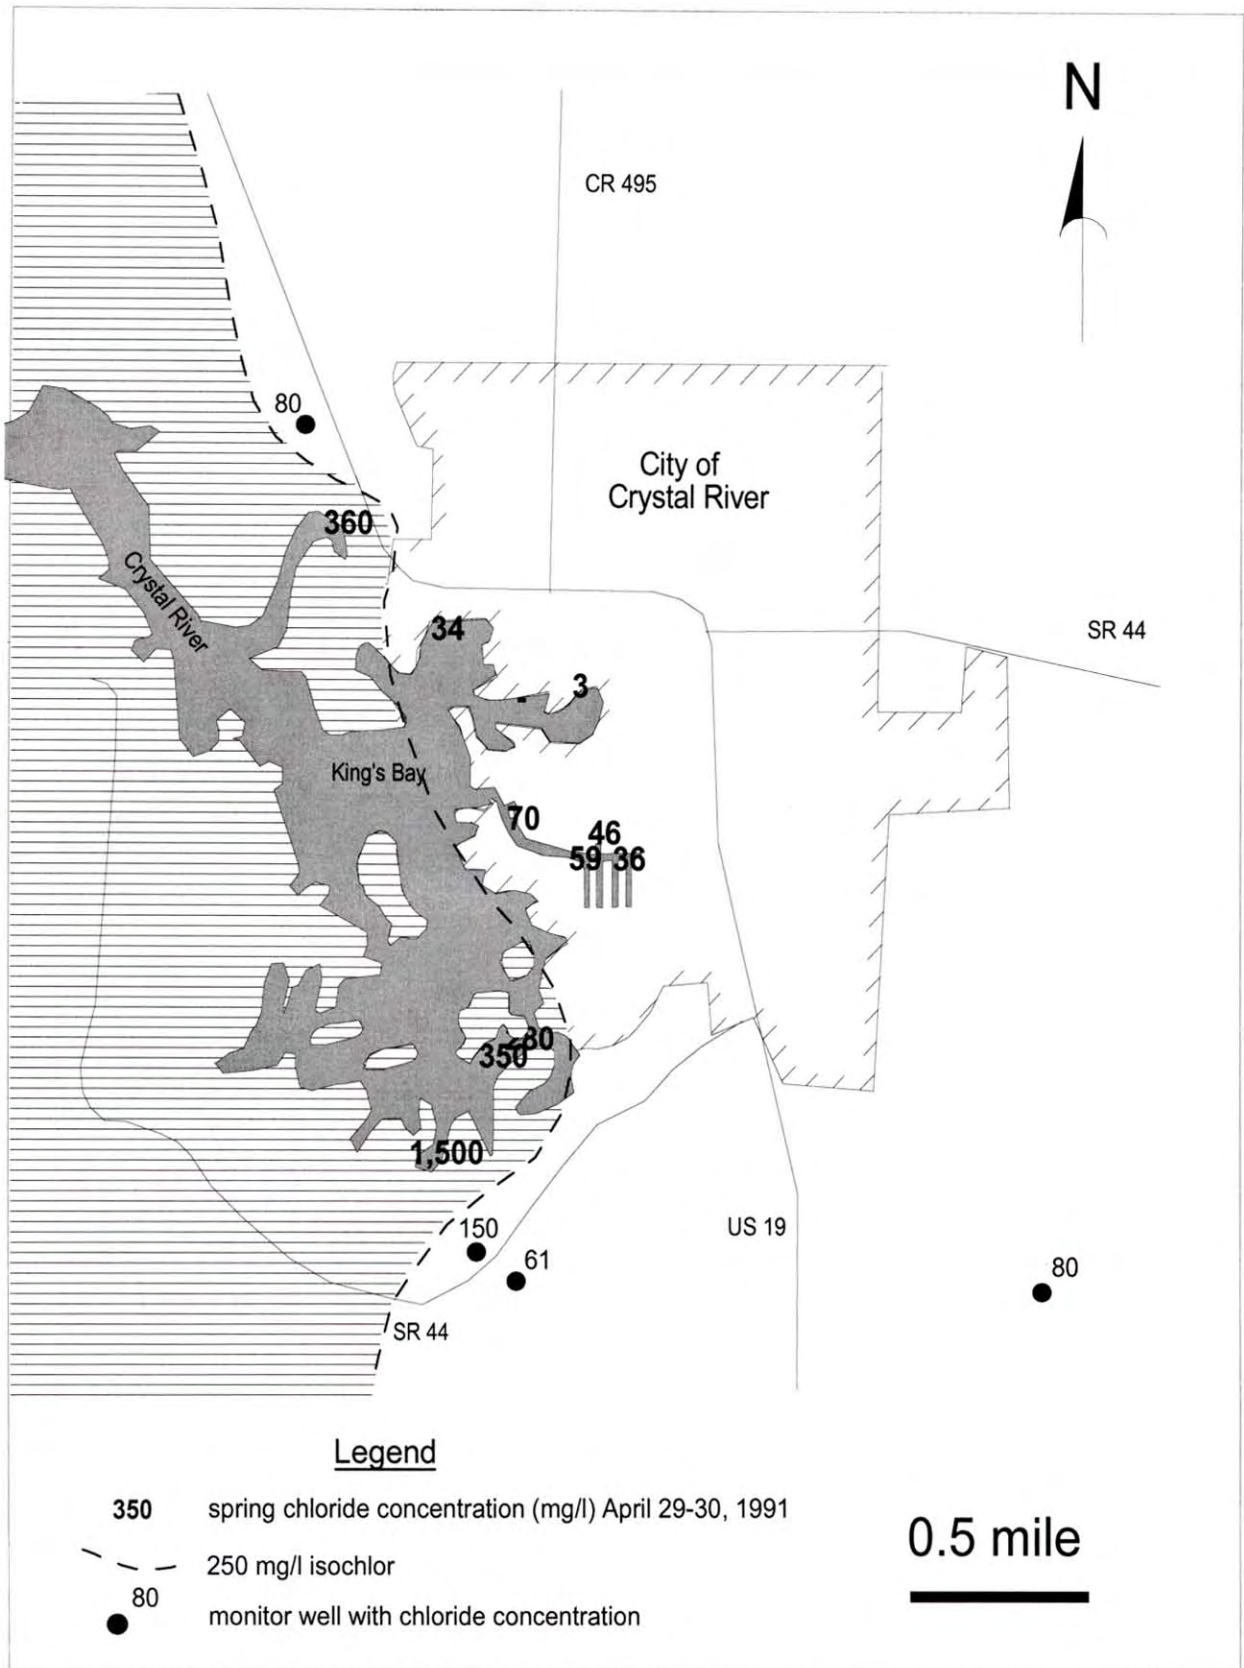 N
CR 495
80
City of
Crystal River
360
Crystal River
34
SR 44
3
King's Bay
70
46
59 36
350
1,500
150
US 19
61
80
SR 44
Legend
350 spring chloride concentration (mg/l) April 29-30, 1991
250 mg/l isochlor
80
monitor well with chloride concentration
0.5 mile